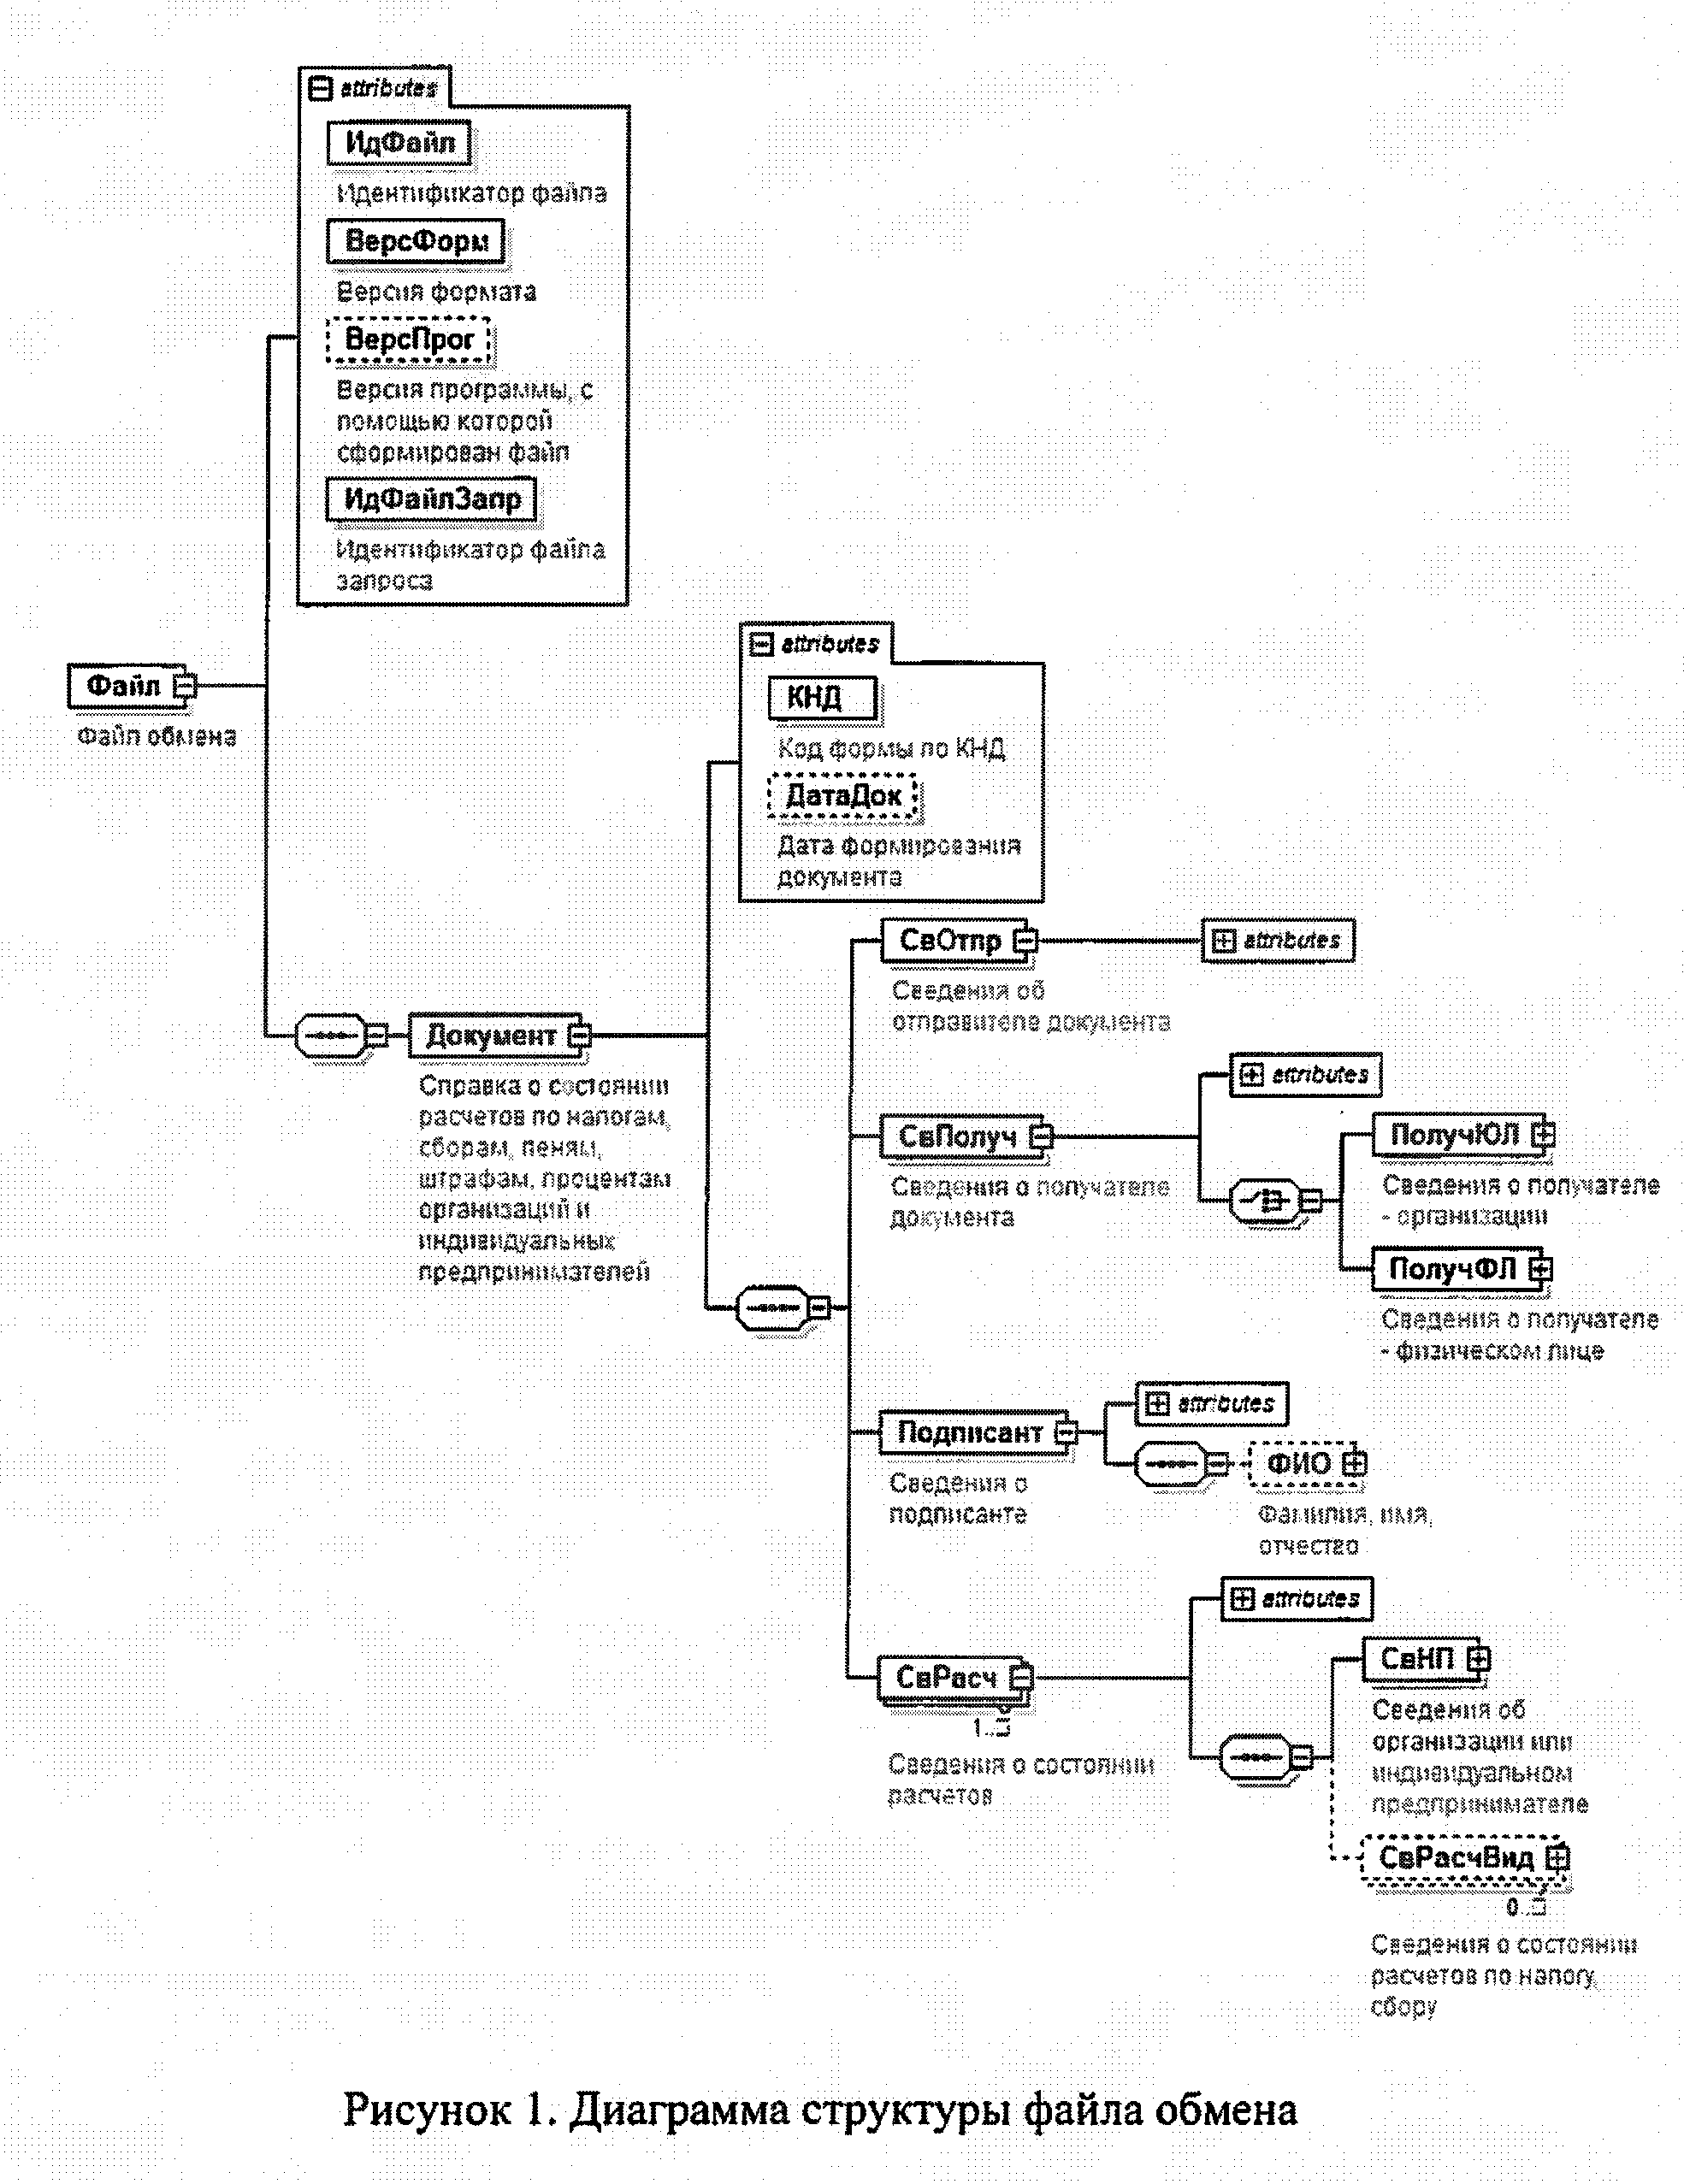 attributes
ИдФайл
Идентификатор файла
ВерсФорм
Версия формата
ВерсПрог
Версия программы, с
помощью которой
сформирован файл
ИдФайлЗапр
Идентификатор файла
запроса
Файл
Файл обмена
attributes
КНД
Код формы по КНД
ДатаДок
Дата формирования
документа
Документ
Справка о состоянии
расчетов по налогам,
сборам, пеням,
штрафам, процентам
организаций и
индивидуальных
предпринимателей
СвОтпр
attributes
Сведения об
отправителе документа
СвПолуч
Сведения о получателе
документа
attributes
ПолучЮЛ
Сведения о получателе
- организации
ПолучФЛ
Сведения о получателе
- физическом лице
Подписант
Сведения о
подписанте
attributes
ФИО
Фамилия, имя,
отчество
СвРасч
1..
Сведения о состоянии
расчетов
attributes
СвНП
Сведения об
организации или
индивидуальном
предпринимателе
СвРасчВид
0..
Сведения о состоянии
расчетов по налогу,
сбору
Рисунок 1. Диаграмма структуры файла обмена